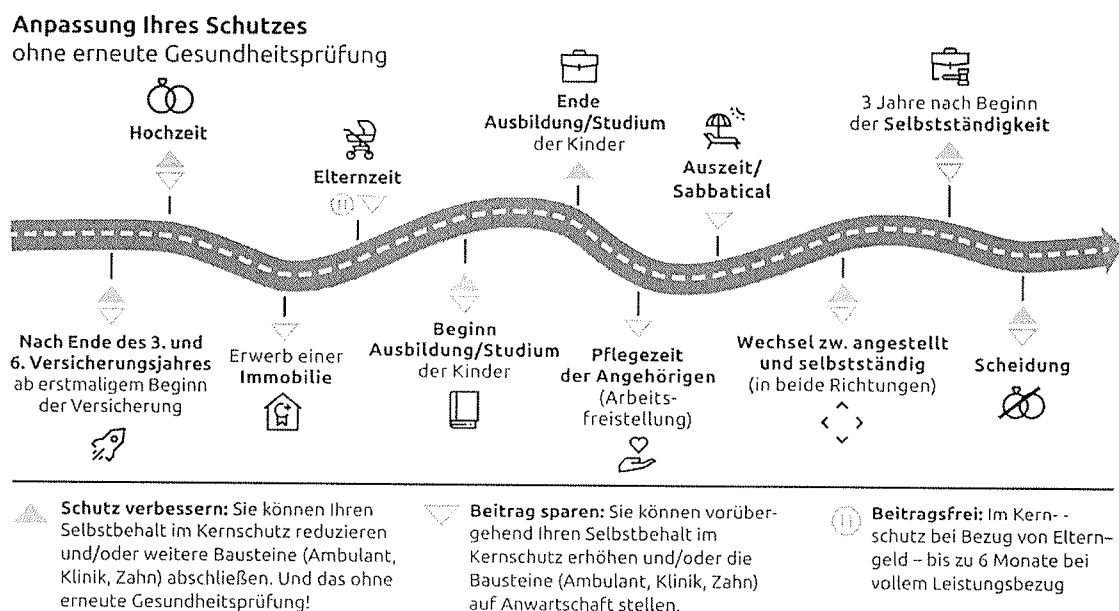 Anpassung Ihres Schutzes
ohne erneute Gesundheitsprüfung
Hochzeit
Elternzeit
Ende
Ausbildung/Studium
der Kinder
Auszeit/
Sabbatical
3 Jahre nach Beginn
der Selbstständigkeit
Nach Ende des 3. und
6. Versicherungsjahres
ab erstmaligem Beginn
der Versicherung
Erwerb einer
Immobilie
Beginn
Ausbildung/Studium
der Kinder
Pflegezeit
der Angehörigen
(Arbeits-
freistellung)
Wechsel zw. angestellt
und selbstständig
(in beide Richtungen)
Scheidung
Schutz verbessern: Sie können Ihren
Selbstbehalt im Kernschutz reduzieren
und/oder weitere Bausteine (Ambulant,
Klinik, Zahn) abschließen. Und das ohne
erneute Gesundheitsprüfung!
Beitrag sparen: Sie können vorüber-
gehend Ihren Selbstbehalt im
Kernschutz erhöhen und/oder die
Bausteine (Ambulant, Klinik, Zahn)
auf Anwartschaft stellen.
Beitragsfrei: Im Kern- -
schutz bei Bezug von Eltern-
geld – bis zu 6 Monate bei
vollem Leistungsbezug